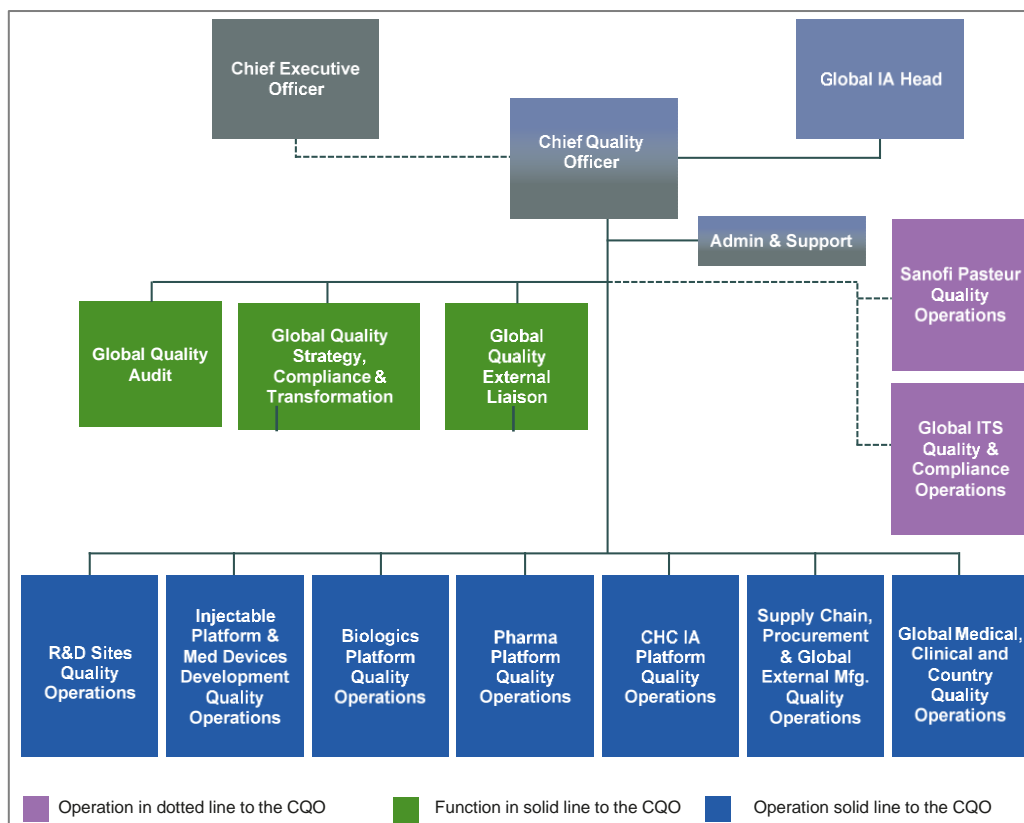 Chief Executive
Officer
Global IA Head
Chief Quality
Officer
Admin & Support
Sanofi Pasteur
Quality
Operations
Global Quality
Audit
Global Quality
Strategy,
Compliance &
Transformation
Global
Quality
External
Liaison
Global ITS
Quality &
Compliance
Operations
R&D Sites
Quality
Operations
Injectable
Platform &
Med Devices
Development
Quality
Operations
Biologics
Platform
Quality
Operations
Pharma
Platform
Quality
Operations
CHC IA
Platform
Quality
Operations
Supply Chain,
Procurement
& Global
External Mfg.
Quality
Operations
Global Medical,
Clinical and
Country
Quality
Operations
Operation in dotted line to the CQO
Function in solid line to the CQO
Operation solid line to the CQO